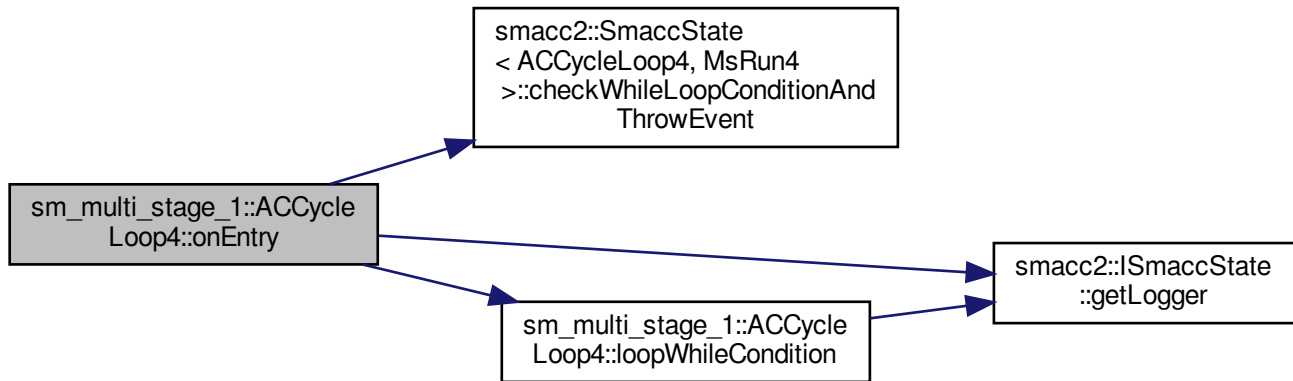 smacc2::SmaccState
< ACCycleLoop4, MsRun4
>::checkWhileLoopConditionAnd
ThrowEvent
sm_multi_stage_1::ACCycle
Loop4::onEntry
smacc2::ISmaccState
::getLogger
sm_multi_stage_1::ACCycle
Loop4::loopWhileCondition